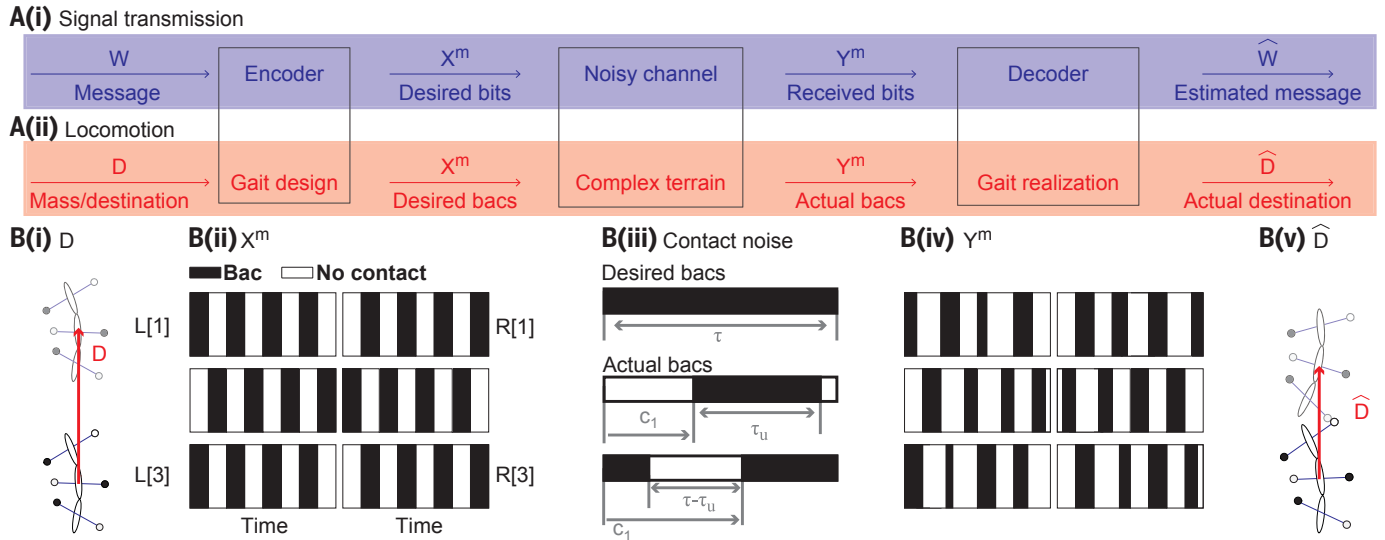 A(i) Signal transmission
W
Message
Encoder
X^m
Desired bits
Noisy channel
Y^m
Received bits
Decoder
Ŵ
Estimated message
A(ii) Locomotion
D
Mass/destination
Gait design
X^m
Desired bacs
Complex terrain
Y^m
Actual bacs
Gait realization
D̂
Actual destination
B(i) D
D
B(ii) X^m
Bac No contact
L[1] R[1]
L[3] R[3]
Time Time
B(iii) Contact noise
Desired bacs
τ
Actual bacs
c₁ τᵤ
τ-τᵤ
c₁
B(iv) Y^m
B(v) D̂
D̂